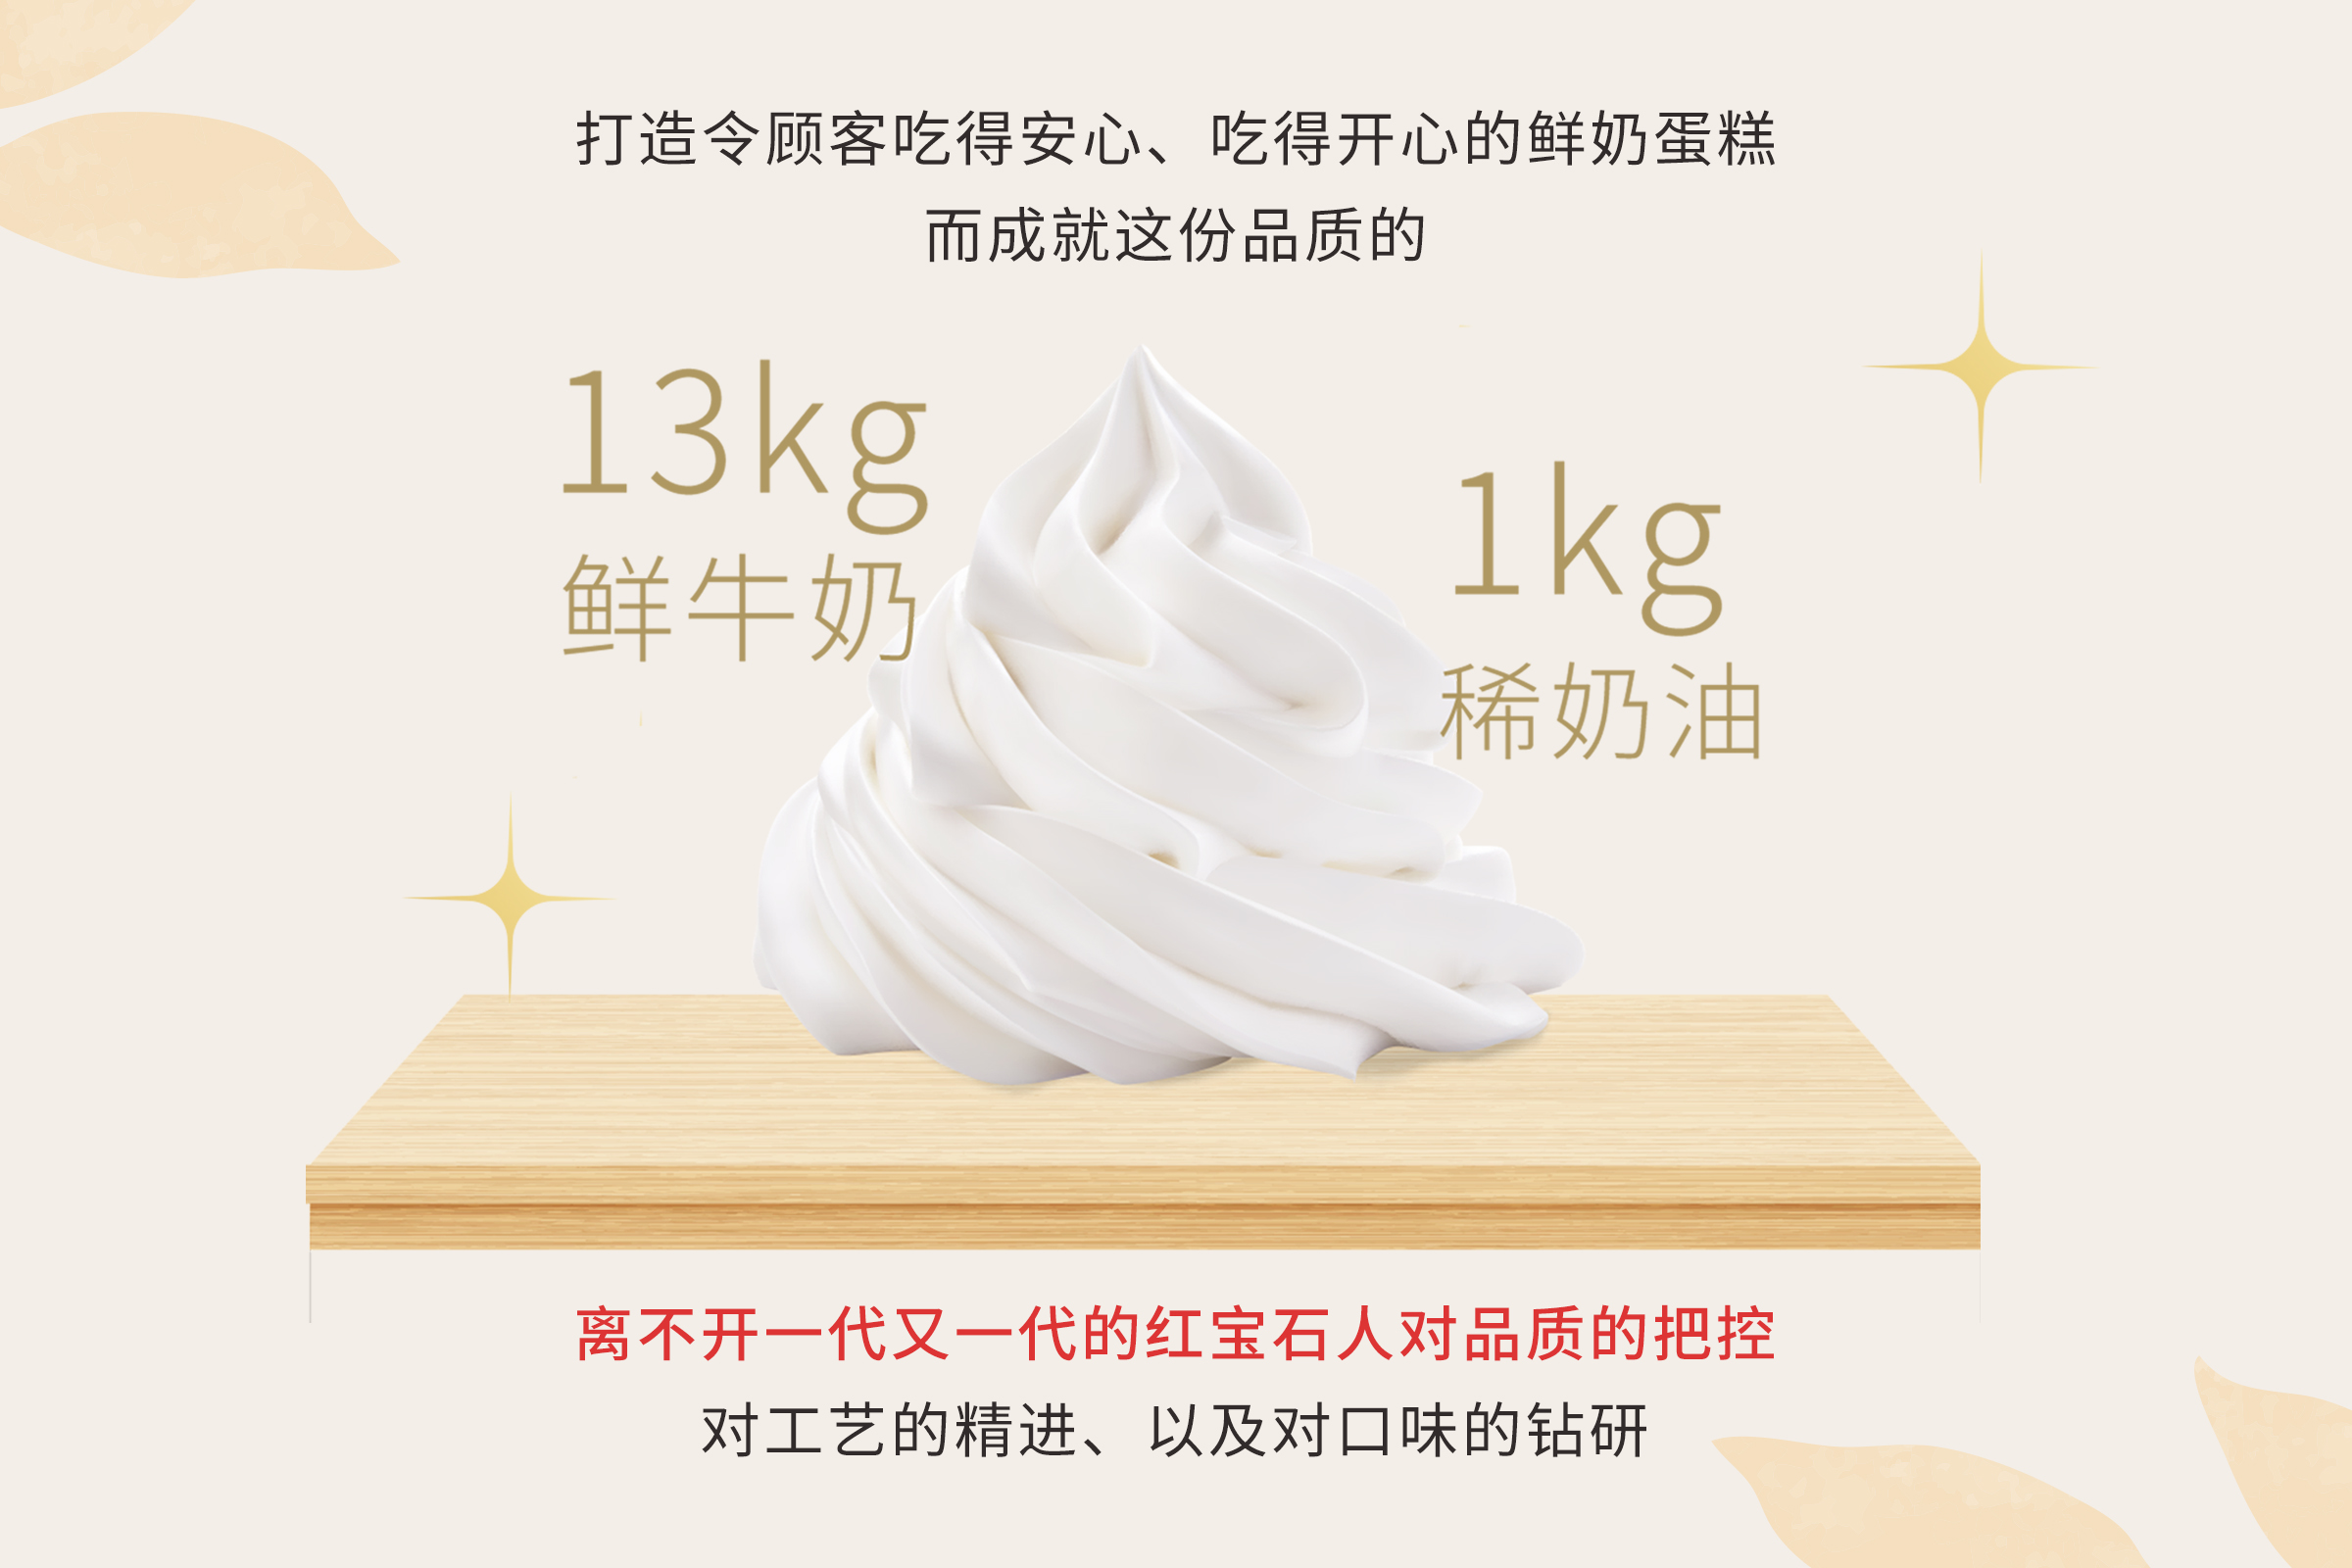 打造令顾客吃得安心、吃得开心的鲜奶蛋糕
而成就这份品质的
13kg
鲜牛奶
1kg
稀奶油
离不开一代又一代的红宝石人对品质的把控
对工艺的精进、以及对口味的钻研